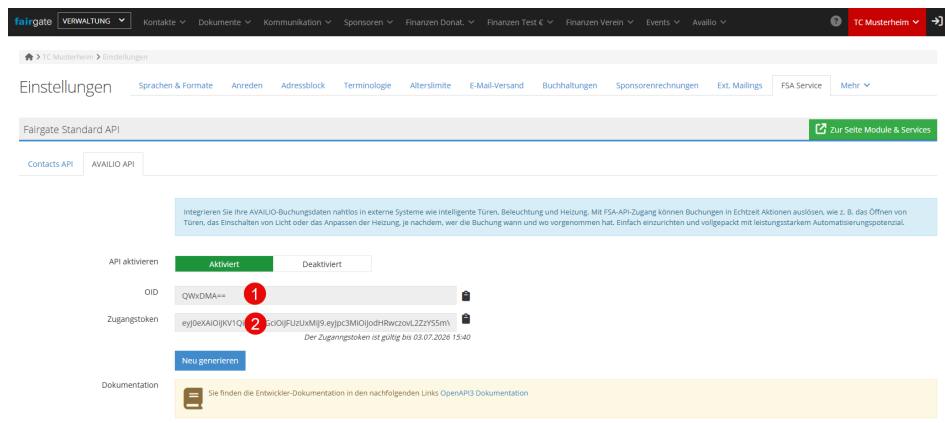 fairgate VERWALTUNG Kontakte Dokumente Kommunikation Sponsoren Finanzen Donat. Finanzen Test € Finanzen Verein Events Availio TC Musterheim
TC Musterheim Einstellungen
Einstellungen Sprachen & Formate Anreden Adressblock Terminologie Alterslimite E-Mail-Versand Buchhaltungen Sponsorenrechnungen Ext. Mailings FSA Service Mehr
Fairgate Standard API Zur Seite Module & Services
Contacts API AVAILIO API
Integrieren Sie Ihre AVAILIO-Buchungsdaten nahtlos in externe Systeme wie intelligente Türen, Beleuchtung und Heizung. Mit FSA-API-Zugang können Buchungen in Echtzeit Aktionen auslösen, wie z. B. das Öffnen von
Türen, das Einschalten von Licht oder das Anpassen der Heizung, je nachdem, wer die Buchung wann und wo vorgenommen hat. Einfach einzurichten und vollgepackt mit leistungsstarkem Automatisierungspotenzial.
API aktivieren Aktiviert Deaktiviert
OID QWxDMA== 1
Zugangstoken 2
Der Zuganngstoken ist gültig bis 03.07.2026 15:40
Neu generieren
Dokumentation Sie finden die Entwickler-Dokumentation in den nachfolgenden Links OpenAPI3 Dokumentation